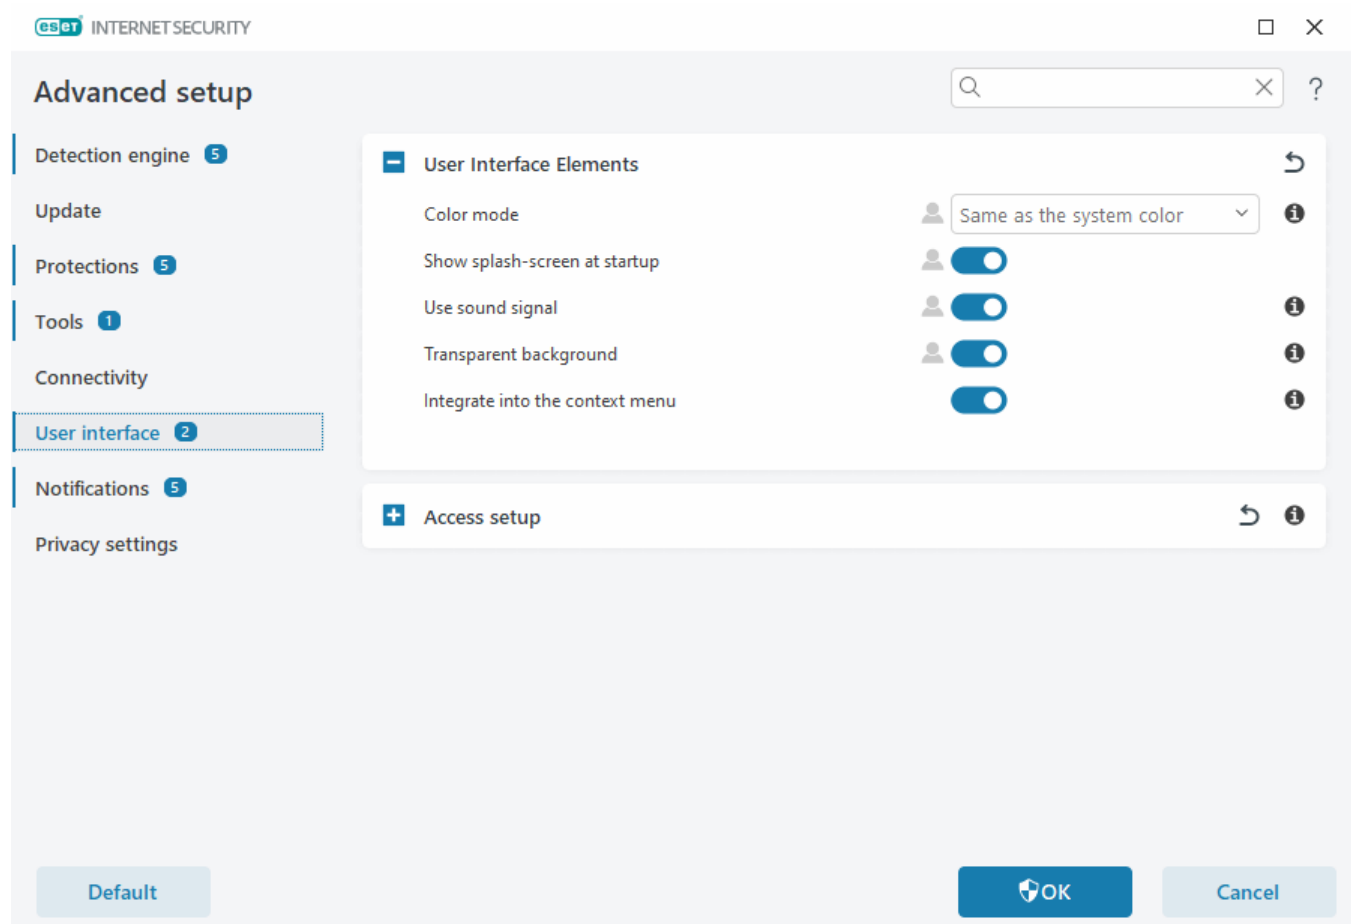 eset INTERNET SECURITY
Advanced setup
?
Detection engine 5
Update
Protections 5
Tools 1
Connectivity
User interface 2
Notifications 5
Privacy settings
User Interface Elements
Color mode
Same as the system color
Show splash-screen at startup
Use sound signal
Transparent background
Integrate into the context menu
Access setup
Default
OK
Cancel